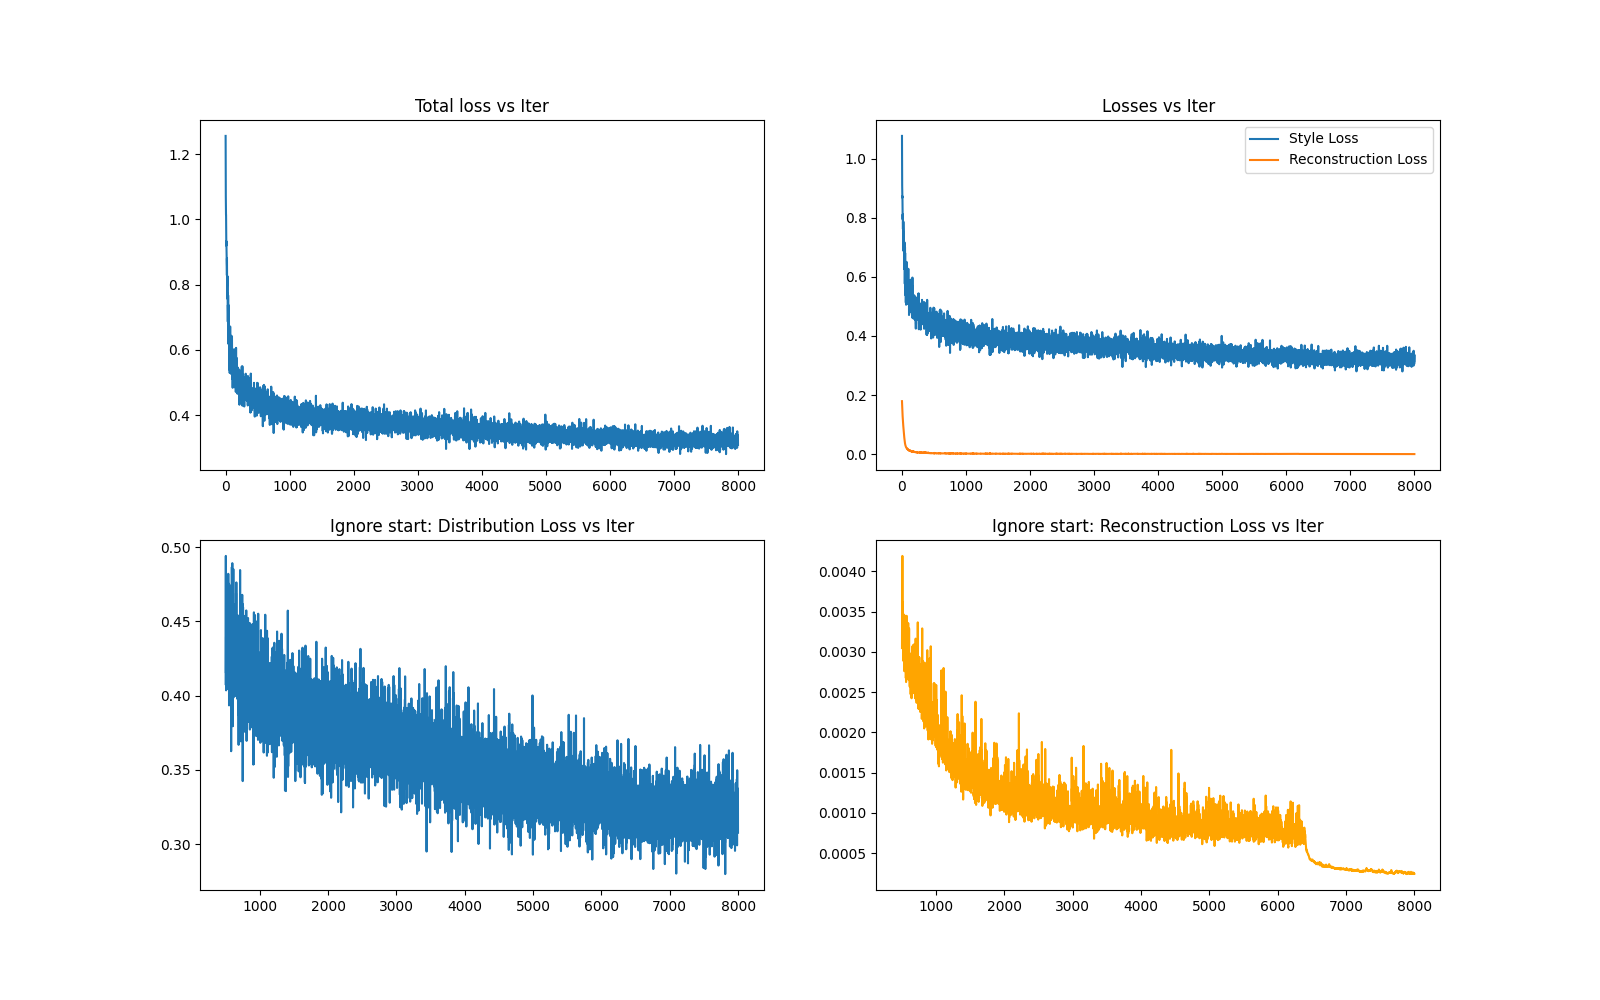 Total loss vs Iter
1.2
1.0
0.8
0.6
0.4
0 1000 2000 3000 4000 5000 6000 7000 8000
Losses vs Iter
Style Loss
Reconstruction Loss
1.0
0.8
0.6
0.4
0.2
0.0
0 1000 2000 3000 4000 5000 6000 7000 8000
Ignore start: Distribution Loss vs Iter
0.50
0.45
0.40
0.35
0.30
1000 2000 3000 4000 5000 6000 7000 8000
Ignore start: Reconstruction Loss vs Iter
0.0040
0.0035
0.0030
0.0025
0.0020
0.0015
0.0010
0.0005
1000 2000 3000 4000 5000 6000 7000 8000